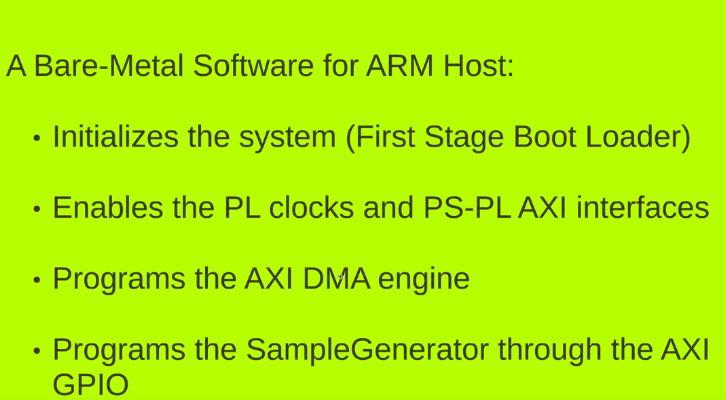 A Bare-Metal Software for ARM Host:
• Initializes the system (First Stage Boot Loader)
• Enables the PL clocks and PS-PL AXI interfaces
• Programs the AXI DMA engine
• Programs the SampleGenerator through the AXI
GPIO